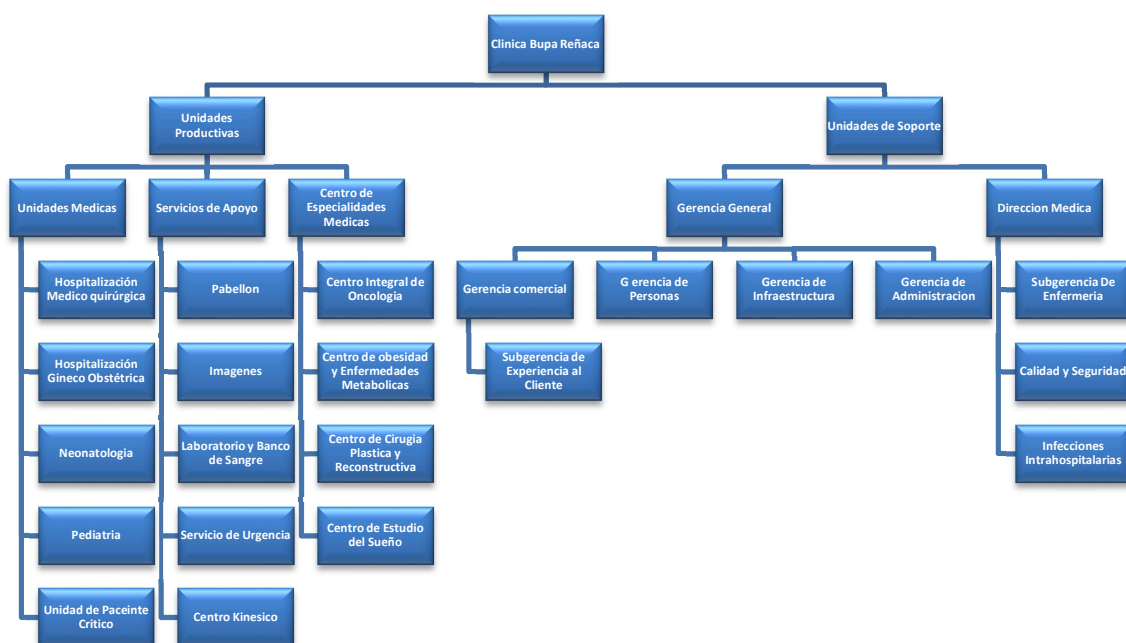 Clinica Bupa Reñaca
Unidades
Productivas
Unidades de Soporte
Unidades Medicas
Servicios de Apoyo
Centro de
Especialidades
Medicas
Gerencia General
Direccion Medica
Hospitalización
Medico quirúrgica
Pabellon
Centro Integral de
Oncologia
Gerencia comercial
G erencia de
Personas
Gerencia de
Infraestructura
Gerencia de
Administracion
Subgerencia De
Enfermeria
Hospitalización
Gineco Obstétrica
Imagenes
Centro de obesidad
y Enfermedades
Metabolicas
Subgerencia de
Experiencia al
Cliente
Calidad y Seguridad
Neonatologia
Laboratorio y Banco
de Sangre
Centro de Cirugia
Plastica y
Reconstructiva
Infecciones
Intrahospitalarias
Pediatria
Servicio de Urgencia
Centro de Estudio
del Sueño
Unidad de Paceinte
Critico
Centro Kinesico